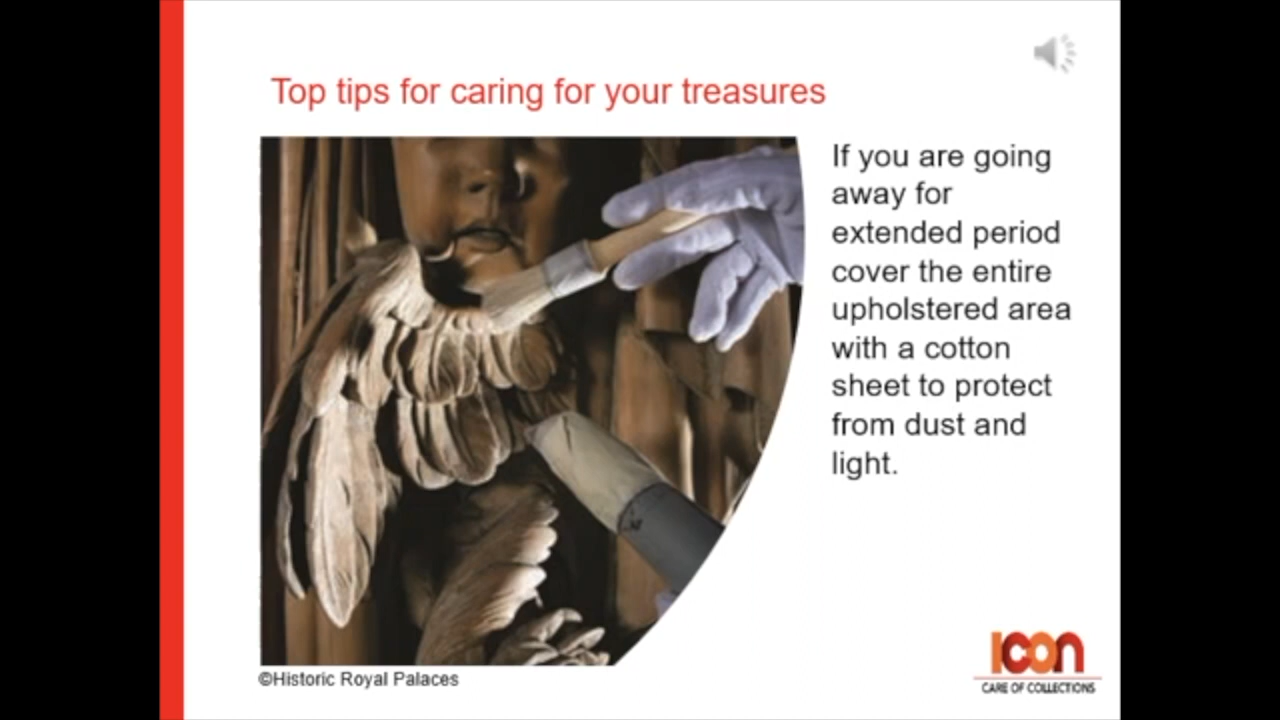 Top tips for caring for your treasures
If you are going
away for
extended period
cover the entire
upholstered area
with a cotton
sheet to protect
from dust and
light.
©Historic Royal Palaces
Icon
CARE OF COLLECTIONS